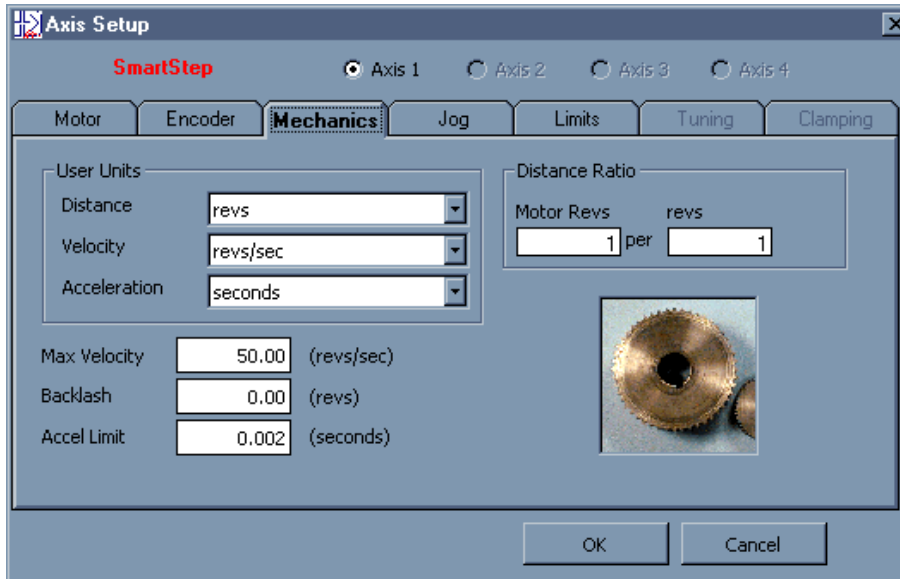 Axis Setup
SmartStep Axis 1 Axis 2 Axis 3 Axis 4
Motor Encoder Mechanics Jog Limits Tuning Clamping
User Units
Distance revs
Velocity revs/sec
Acceleration seconds
Distance Ratio
Motor Revs revs
1 per 1
Max Velocity 50.00 (revs/sec)
Backlash 0.00 (revs)
Accel Limit 0.002 (seconds)
OK Cancel